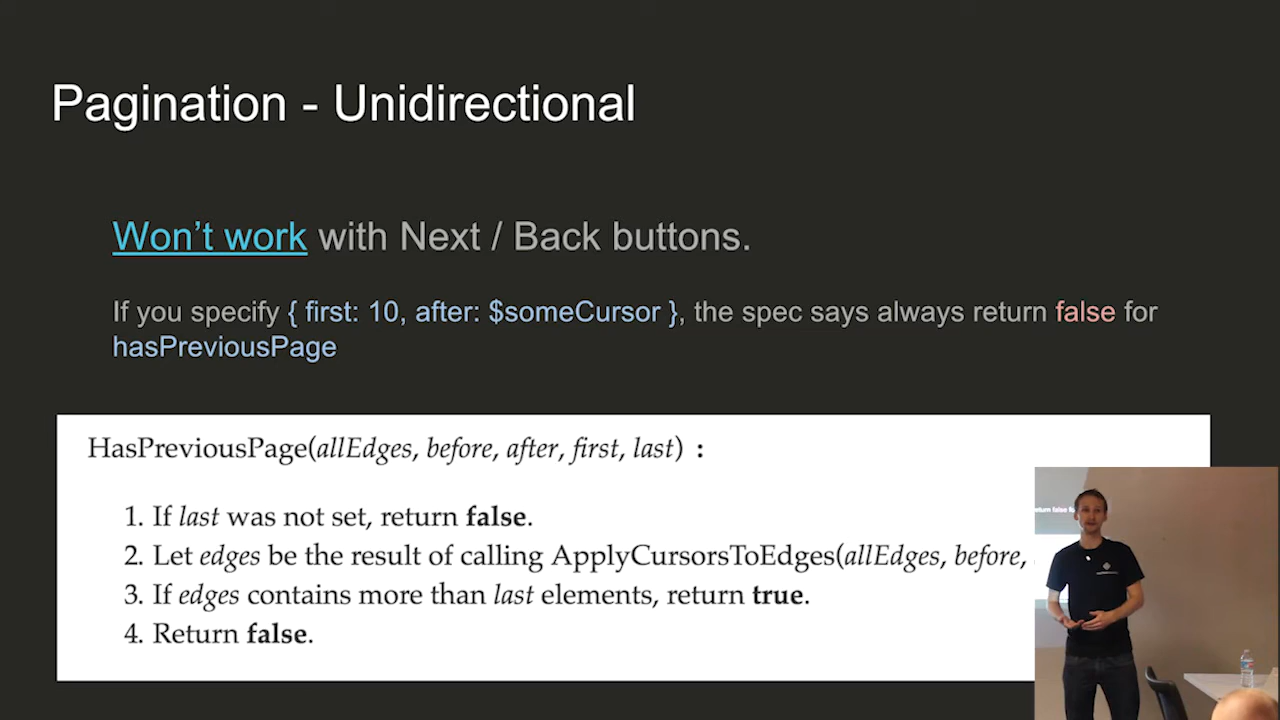 Pagination - Unidirectional
Won't work with Next / Back buttons.
If you specify { first: 10, after: $someCursor }, the spec says always return false for
hasPreviousPage
HasPreviousPage(allEdges, before, after, first, last) :
1. If last was not set, return false.
2. Let edges be the result of calling ApplyCursorsToEdges(allEdges, before,
3. If edges contains more than last elements, return true.
4. Return false.